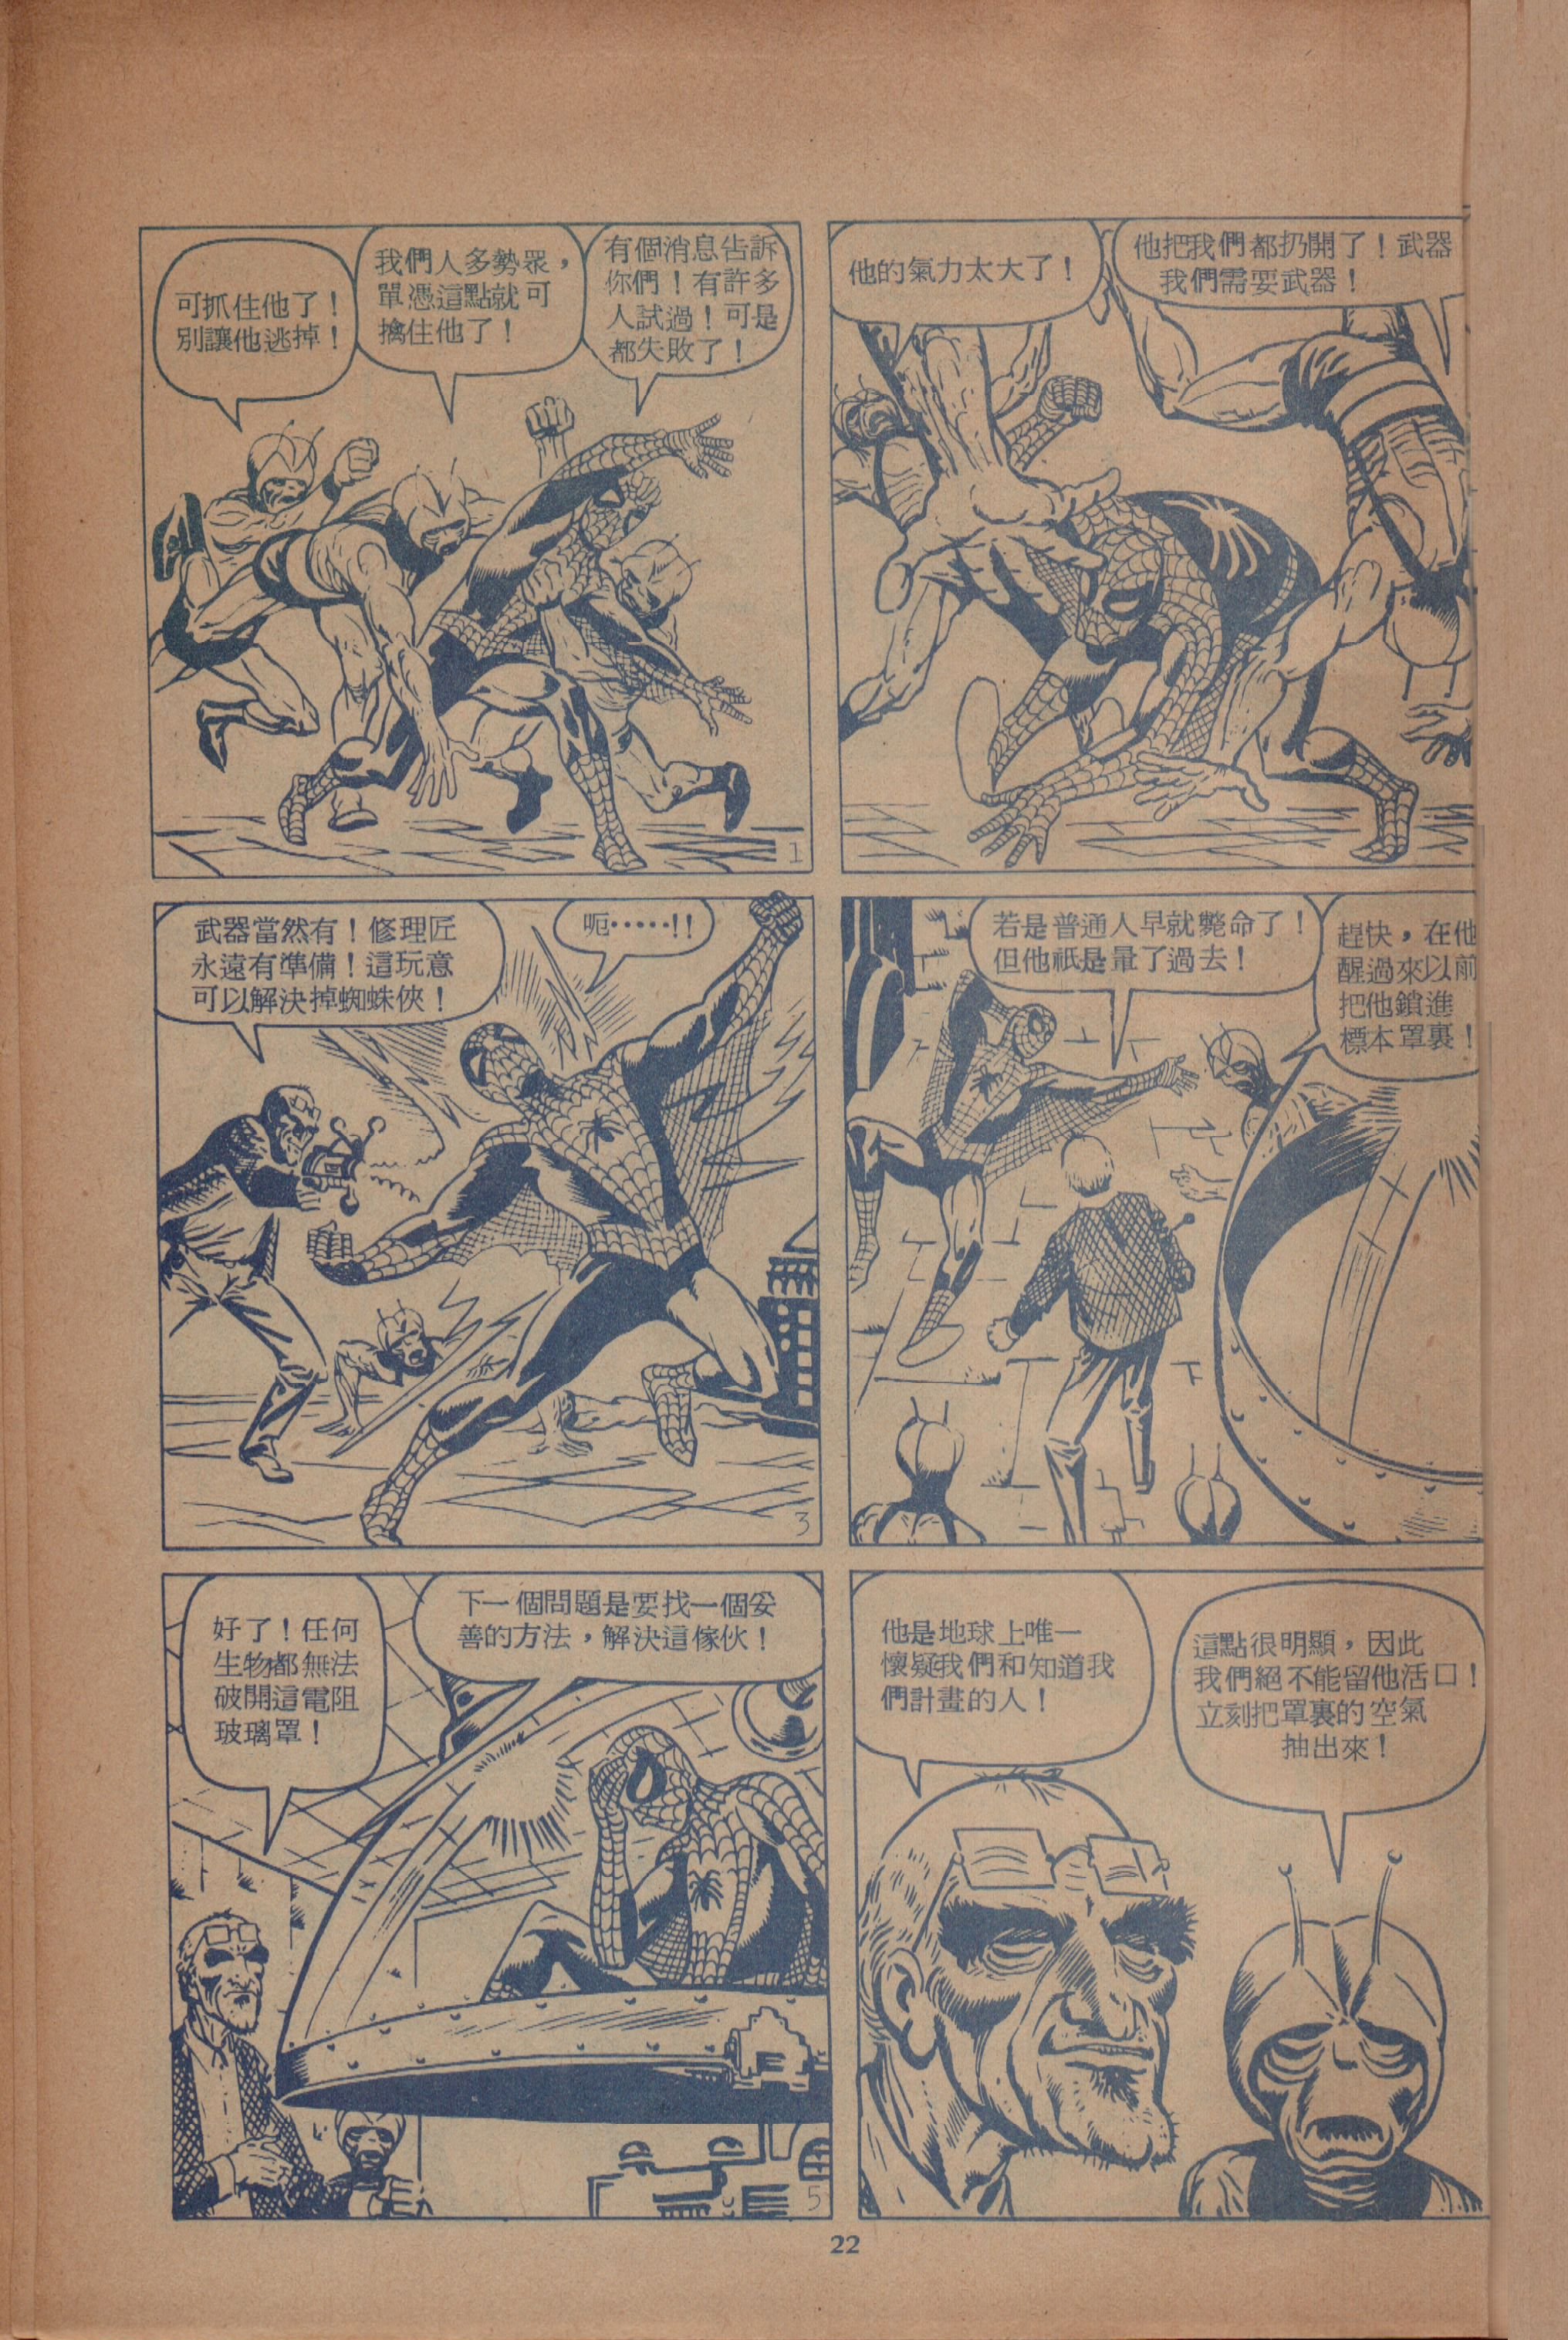 可抓住他了！
別讓他逃掉！
我們人多勢眾，
單憑這點就可
擒住他了！
有個消息告訴
你們！有許多
人試過！可是
都失敗了！
1
他的氣力太大了！
他把我們都扔開了！武器
我們需要武器！
武器當然有！修理匠
永遠有準備！這玩意
可以解決掉蜘蛛俠！
呃⋯⋯!!
3
若是普通人早就斃命了！
但他祇是暈了過去！
趕快，在他
醒過來以前
把他鎖進
標本罩裏！
好了！任何
生物都無法
破開這電阻
玻璃罩！
下一個問題是要找一個妥
善的方法，解決這傢伙！
5
他是地球上唯一
懷疑我們和知道我
們計畫的人！
這點很明顯，因此
我們絕不能留他活口！
立刻把罩裏的空氣
抽出來！
22